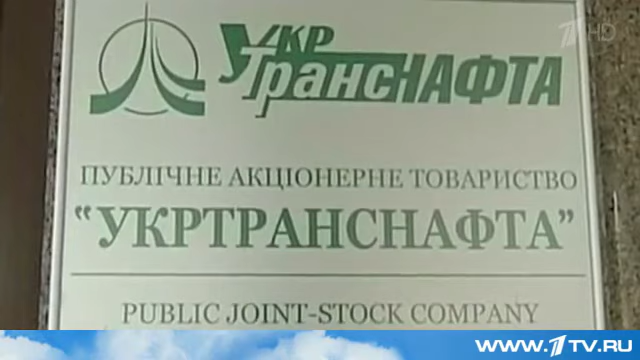 HD
УКР
ТРАНСНАФТА
ПУБЛІЧНЕ АКЦІОНЕРНЕ ТОВАРИСТВО
“УКРТРАНСНАФТА”
PUBLIC JOINT-STOCK COMPANY
WWW.1TV.RU